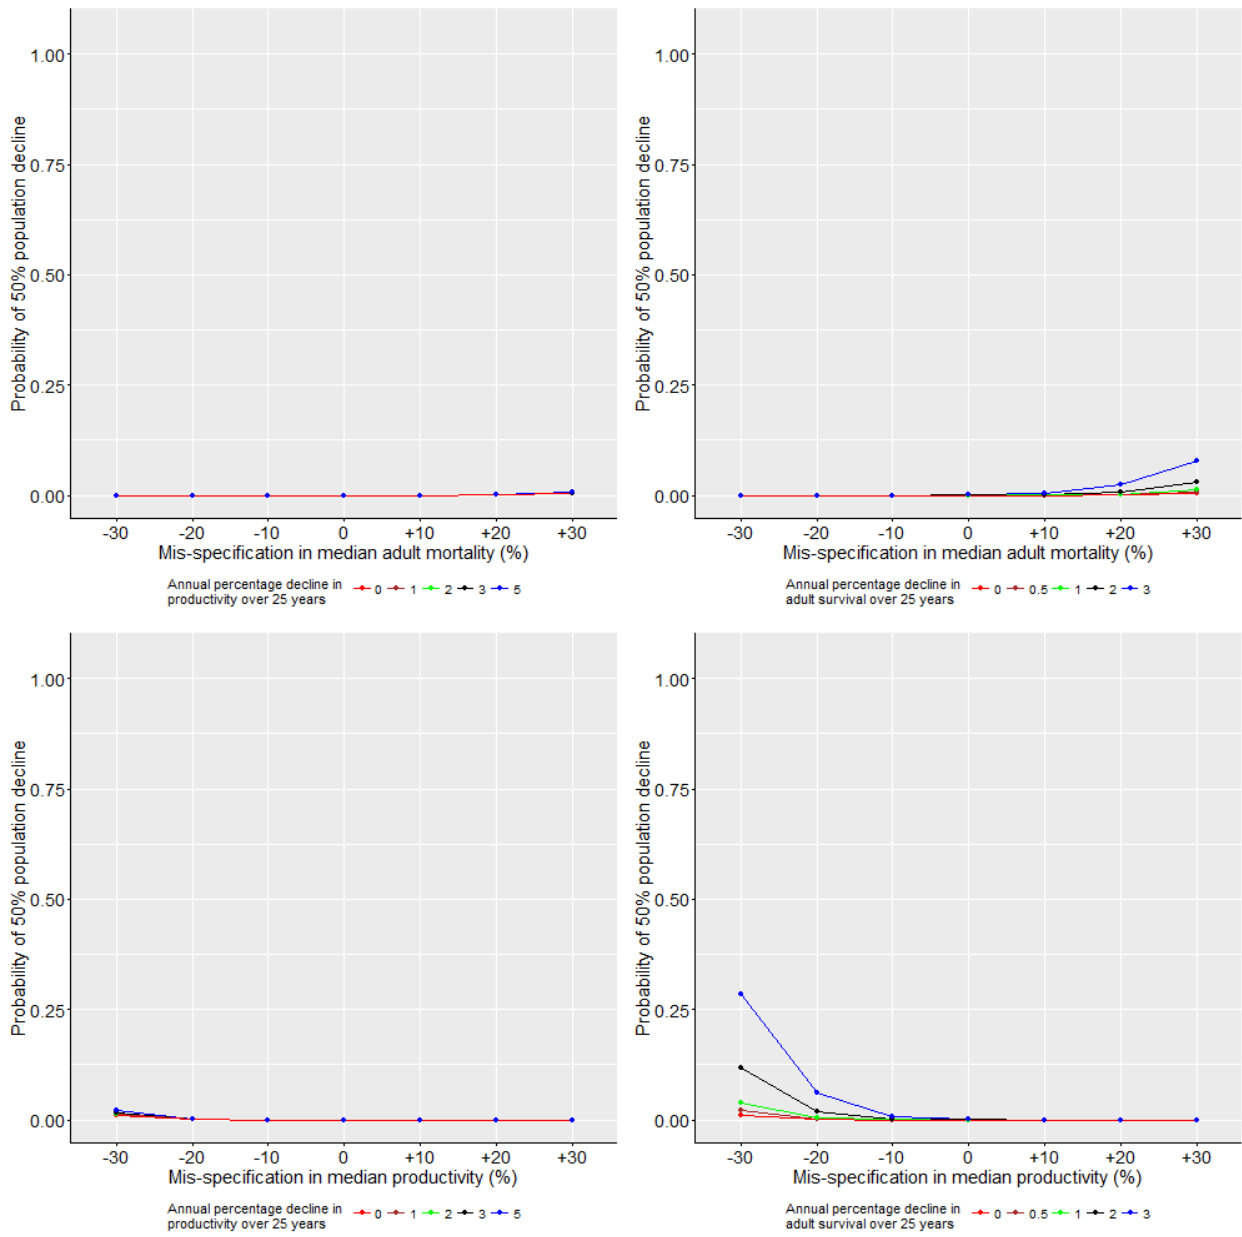 Probability of 50% population decline
1.00
0.75
0.50
0.25
0.00
-30 -20 -10 0 +10 +20 +30
Mis-specification in median adult mortality (%)
Annual percentage decline in
productivity over 25 years
0 1 2 3 5
Probability of 50% population decline
1.00
0.75
0.50
0.25
0.00
-30 -20 -10 0 +10 +20 +30
Mis-specification in median adult mortality (%)
Annual percentage decline in
adult survival over 25 years
0 0.5 1 2 3
Probability of 50% population decline
1.00
0.75
0.50
0.25
0.00
-30 -20 -10 0 +10 +20 +30
Mis-specification in median productivity (%)
Annual percentage decline in
productivity over 25 years
0 1 2 3 5
Probability of 50% population decline
1.00
0.75
0.50
0.25
0.00
-30 -20 -10 0 +10 +20 +30
Mis-specification in median productivity (%)
Annual percentage decline in
adult survival over 25 years
0 0.5 1 2 3